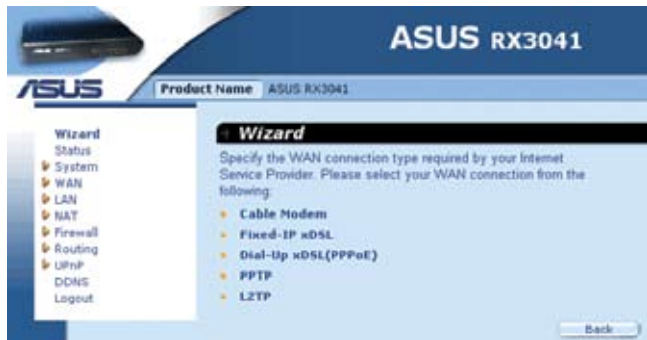 ASUS RX3041
ASUS
Product Name ASUS RX3041
Wizard
Status
System
WAN
LAN
NAT
Firewall
Routing
UPnP
DDNS
Logout
Wizard
Specify the WAN connection type required by your Internet
Service Provider. Please select your WAN connection from the
following:
Cable Modem
Fixed-IP xDSL
Dial-Up xDSL(PPPoE)
PPTP
L2TP
Back